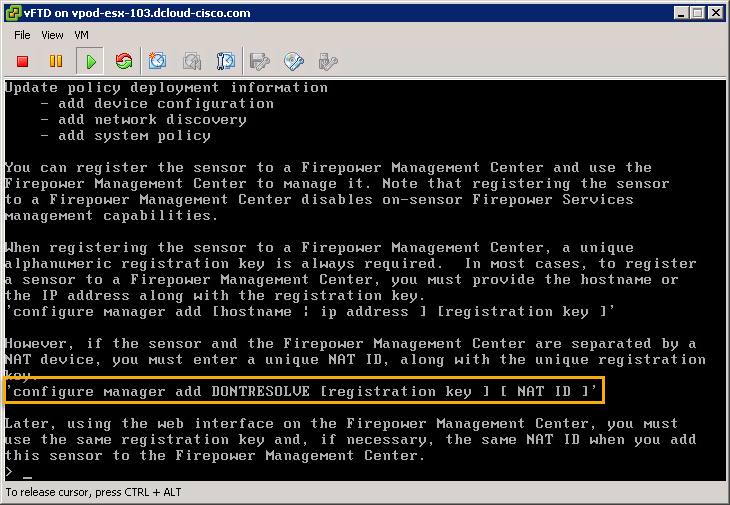 vFTD on vpod-esx-103.dcloud-cisco.com
File View VM
Update policy deployment information
- add device configuration
- add network discovery
- add system policy
You can register the sensor to a Firepower Management Center and use the
Firepower Management Center to manage it. Note that registering the sensor
to a Firepower Management Center disables on-sensor Firepower Services
management capabilities.
When registering the sensor to a Firepower Management Center, a unique
alphanumeric registration key is always required.  In most cases, to register
a sensor to a Firepower Management Center, you must provide the hostname or
the IP address along with the registration key.
'configure manager add [hostname ¦ ip address ] [registration key ]'
However, if the sensor and the Firepower Management Center are separated by a
NAT device, you must enter a unique NAT ID, along with the unique registration
key.
'configure manager add DONTRESOLVE [registration key ] [ NAT ID ]'
Later, using the web interface on the Firepower Management Center, you must
use the same registration key and, if necessary, the same NAT ID when you add
this sensor to the Firepower Management Center.
> _
To release cursor, press CTRL + ALT